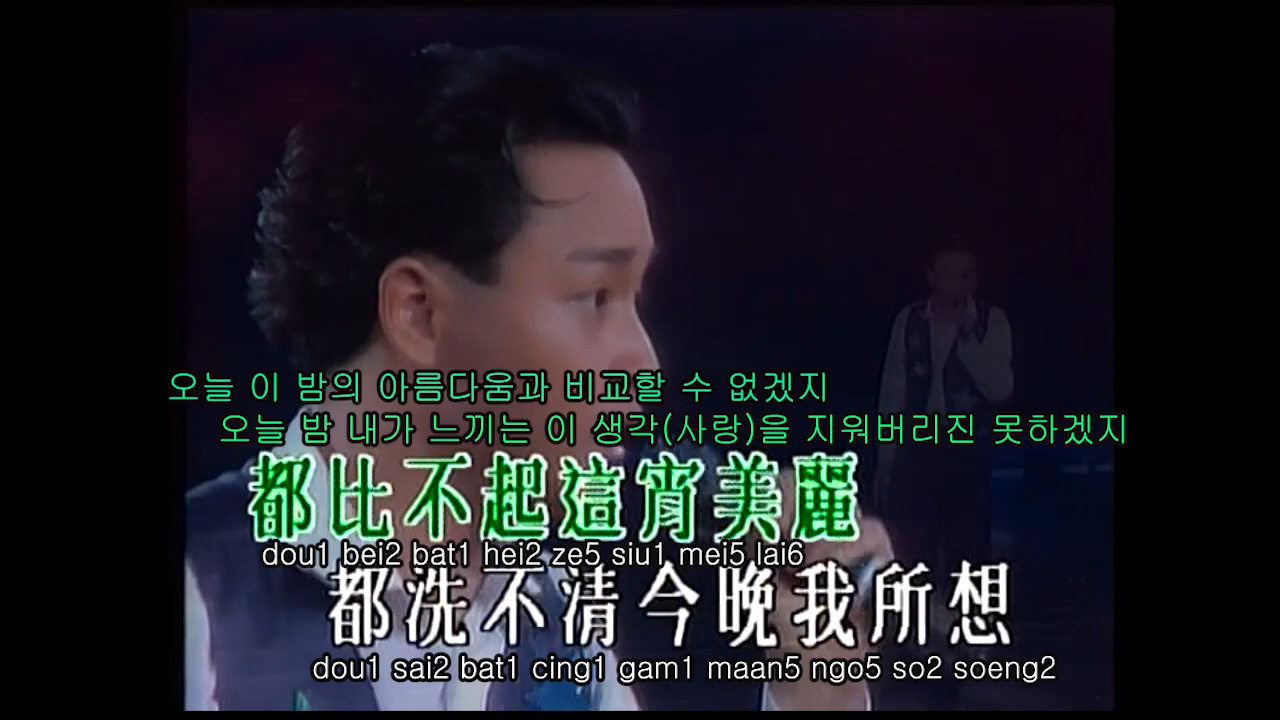 오늘 이 밤의 아름다움과 비교할 수 없겠지
오늘 밤 내가 느끼는 이 생각(사랑)을 지워버리진 못하겠지
都比不起這宵美麗
dou1 bei2 bat1 hei2 ze5 siu1 mei5 lai6
都洗不清今晚我所想
dou1 sai2 bat1 cing1 gam1 maan5 ngo5 so2 soeng2